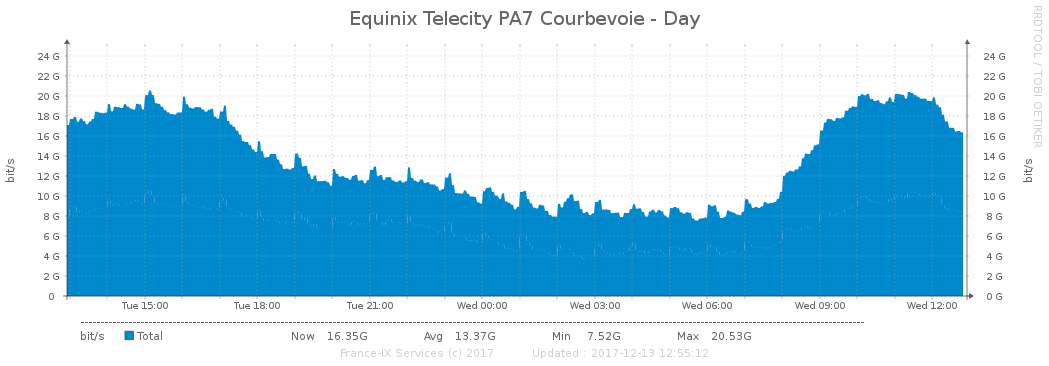 Equinix Telecity PA7 Courbevoie - Day
RRDTOOL / TOBI OETIKER
bit/s
24 G 24 G
22 G 22 G
20 G 20 G
18 G 18 G
16 G 16 G
14 G 14 G
12 G 12 G
10 G 10 G
8 G 8 G
6 G 6 G
4 G 4 G
2 G 2 G
0 0 G
bit/s
Tue 15:00 Tue 18:00 Tue 21:00 Wed 00:00 Wed 03:00 Wed 06:00 Wed 09:00 Wed 12:00
bit/s Total Now 16.35G Avg 13.37G Min 7.52G Max 20.53G
France-IX Services (c) 2017 Updated : 2017-12-13 12:55:12